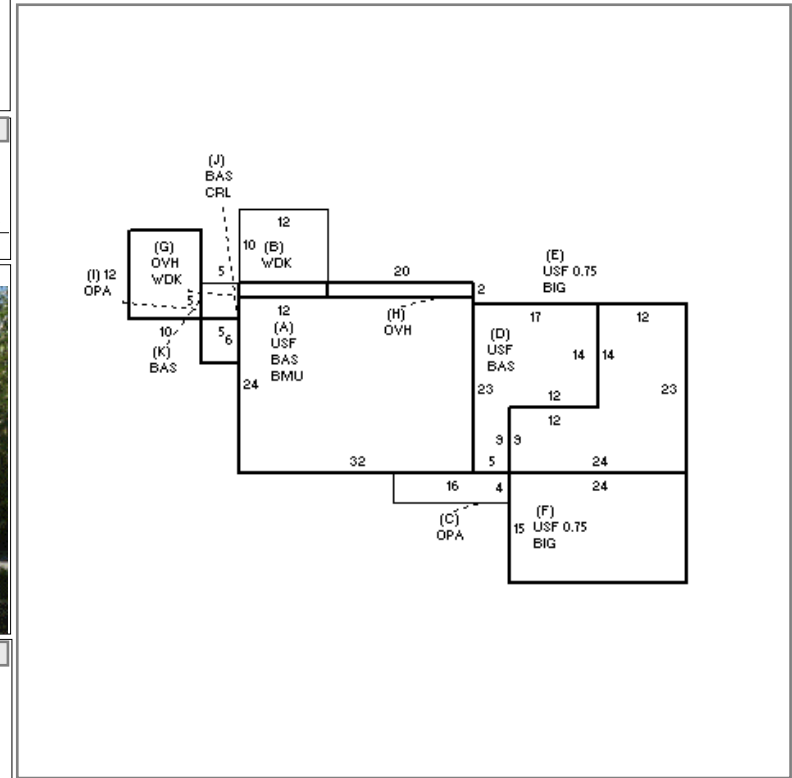 (J)
BAS
CRL
12
10 (B)
WDK
(G)
OVH
WDK
(I) 12
OPA
5
5
20
2
(E)
USF 0.75
BIG
10
(K)
BAS
5
6
12
(A)
USF
BAS
BMU
(H)
OVH
17
12
(D)
USF
BAS
14
14
24
23
23
12
12
9
9
32
5
24
16
4
24
(C)
OPA
15
(F)
USF 0.75
BIG